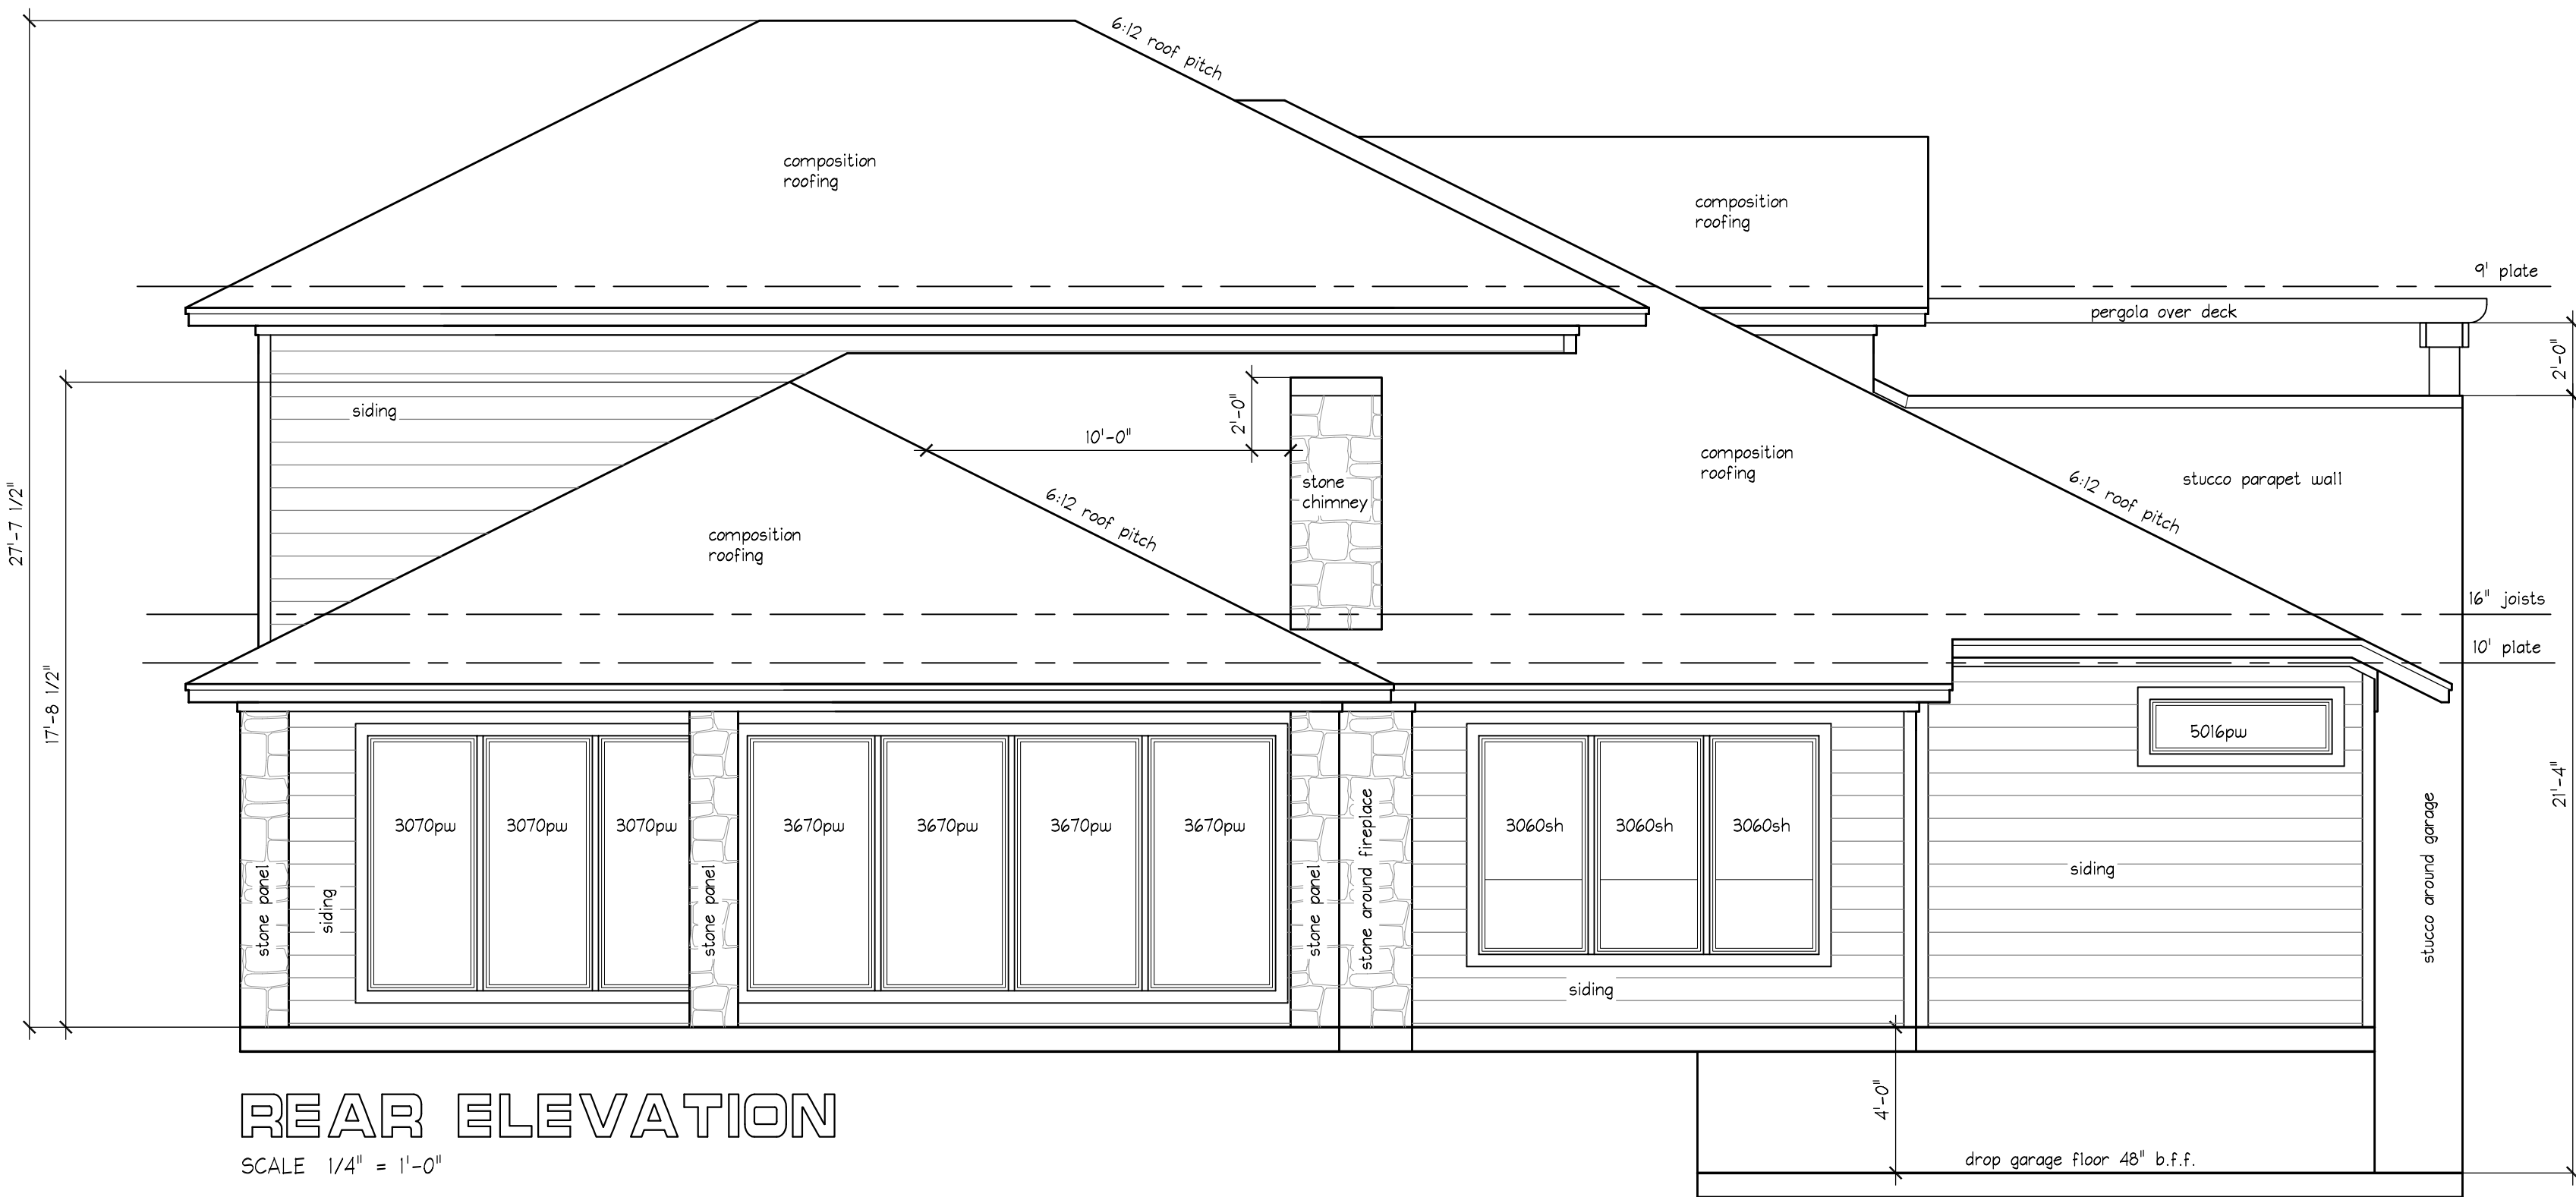 6:12 roof pitch
composition
roofing
composition
roofing
9' plate
pergola over deck
2'-0"
siding
2'-0"
10'-0"
composition
roofing
6:12 roof pitch
stucco parapet wall
stone
chimney
27'-7 1/2"
6:12 roof pitch
composition
roofing
16" joists
10' plate
17'-8 1/2"
5016pw
21'-4"
3070pw
3070pw
3070pw
3670pw
3670pw
3670pw
3670pw
3060sh
3060sh
3060sh
stone panel
siding
stone panel
stone panel
stone around fireplace
siding
stucco around garage
siding
4'-0"
REAR ELEVATION
SCALE 1/4" = 1'-0"
drop garage floor 48" b.f.f.